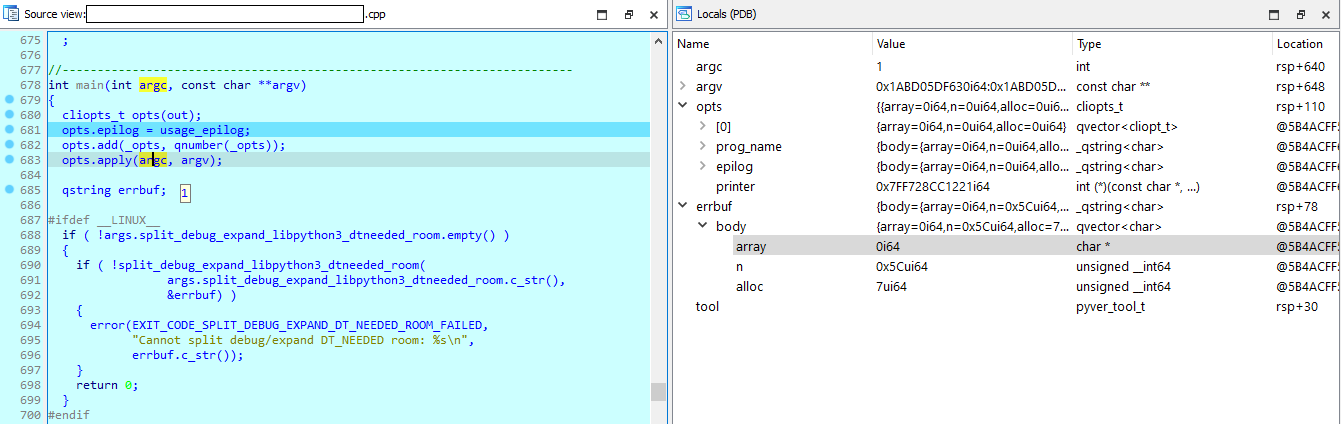 Source view: .cpp
675   ;
676
677 //-------------------------------------------------------------------------
678 int main(int argc, const char **argv)
679 {
680   cliopts_t opts(out);
681   opts.epilog = usage_epilog;
682   opts.add(_opts, qnumber(_opts));
683   opts.apply(argc, argv);
684
685   qstring errbuf;
1
686
687 #ifdef __LINUX__
688   if ( !args.split_debug_expand_libpython3_dtneeded_room.empty() )
689   {
690     if ( !split_debug_expand_libpython3_dtneeded_room(
691                  args.split_debug_expand_libpython3_dtneeded_room.c_str(),
692                  &errbuf) )
693     {
694       error(EXIT_CODE_SPLIT_DEBUG_EXPAND_DT_NEEDED_ROOM_FAILED,
695             "Cannot split debug/expand DT_NEEDED room: %s\n",
696             errbuf.c_str());
697     }
698     return 0;
699   }
700 #endif
Locals (PDB)
Name Value Type Location
argc 1 int rsp+640
argv 0x1ABD05DF630i64:0x1ABD05D... const char ** rsp+648
opts {{array=0i64,n=0ui64,alloc=0ui6... cliopts_t rsp+110
[0] {array=0i64,n=0ui64,alloc=0ui64} qvector<cliopt_t> @5B4ACFF
prog_name {body={array=0i64,n=0ui64,allo... _qstring<char> @5B4ACFF
epilog {body={array=0i64,n=0ui64,allo... _qstring<char> @5B4ACFF
printer 0x7FF728CC1221i64 int (*)(const char *, ...) @5B4ACFF
errbuf {body={array=0i64,n=0x5Cui64,... _qstring<char> rsp+78
body {array=0i64,n=0x5Cui64,alloc=7... qvector<char> @5B4ACFF
array 0i64 char * @5B4ACFF
n 0x5Cui64 unsigned __int64 @5B4ACFF
alloc 7ui64 unsigned __int64 @5B4ACFF
tool pyver_tool_t rsp+30